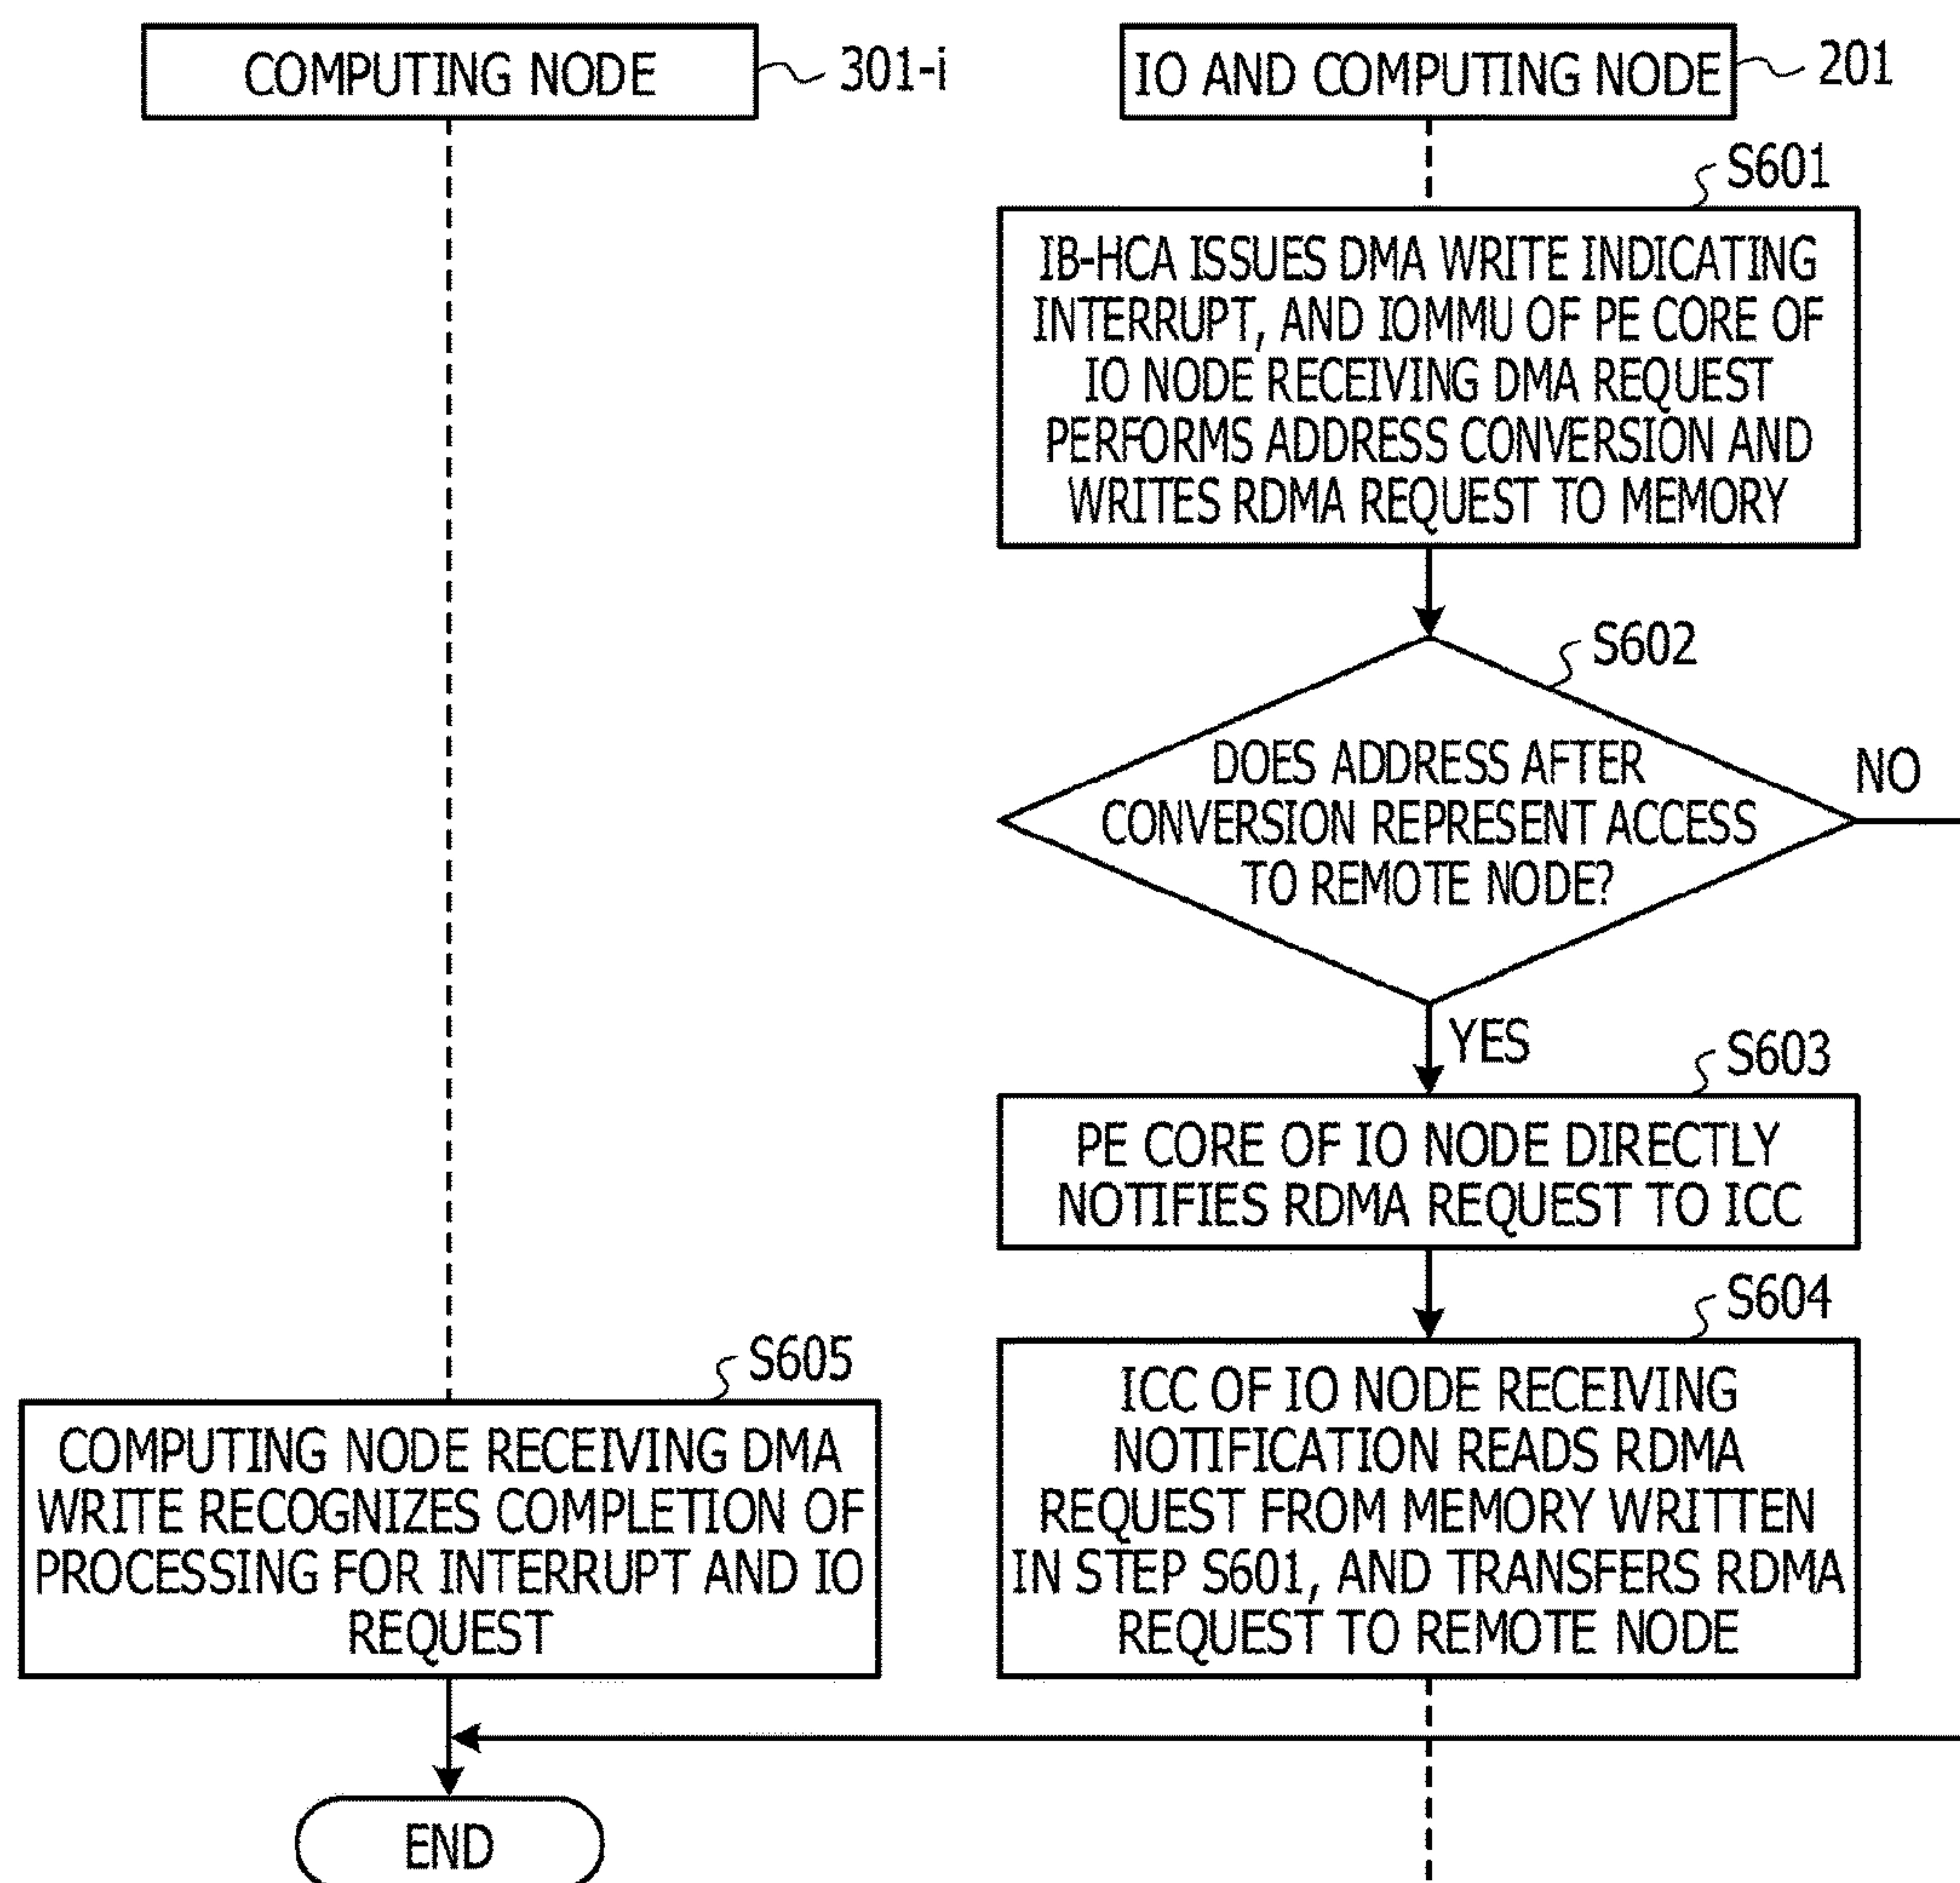 COMPUTING NODE
301-i
IO AND COMPUTING NODE
201
S601
IB-HCA ISSUES DMA WRITE INDICATING
INTERRUPT, AND IOMMU OF PE CORE OF
IO NODE RECEIVING DMA REQUEST
PERFORMS ADDRESS CONVERSION AND
WRITES RDMA REQUEST TO MEMORY
S602
DOES ADDRESS AFTER
CONVERSION REPRESENT ACCESS
TO REMOTE NODE?
NO
YES
S603
PE CORE OF IO NODE DIRECTLY
NOTIFIES RDMA REQUEST TO ICC
S604
ICC OF IO NODE RECEIVING
NOTIFICATION READS RDMA
REQUEST FROM MEMORY WRITTEN
IN STEP S601, AND TRANSFERS RDMA
REQUEST TO REMOTE NODE
S605
COMPUTING NODE RECEIVING DMA
WRITE RECOGNIZES COMPLETION OF
PROCESSING FOR INTERRUPT AND IO
REQUEST
END